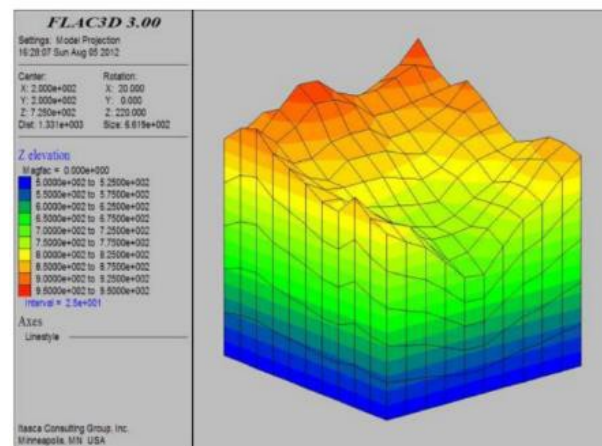 FLAC3D 3.00
Settings: Model Projection
16:28:07 Sun Aug 05 2012
Center: Rotation:
X: 2.000e+002 X: 20.000
Y: 2.000e+002 Y: 0.000
Z: 7.250e+002 Z: 220.000
Dist: 1.331e+003 Size: 6.619e+002
Z elevation
Magfac = 0.000e+000
5.0000e+002 to 5.2500e+002
5.5000e+002 to 5.7500e+002
6.0000e+002 to 6.2500e+002
6.5000e+002 to 6.7500e+002
7.0000e+002 to 7.2500e+002
7.5000e+002 to 7.7500e+002
8.0000e+002 to 8.2500e+002
8.5000e+002 to 8.7500e+002
9.0000e+002 to 9.2500e+002
9.5000e+002 to 9.5000e+002
Interval = 2.5e+001
Axes
Linestyle
Itasca Consulting Group, Inc.
Minneapolis, MN USA